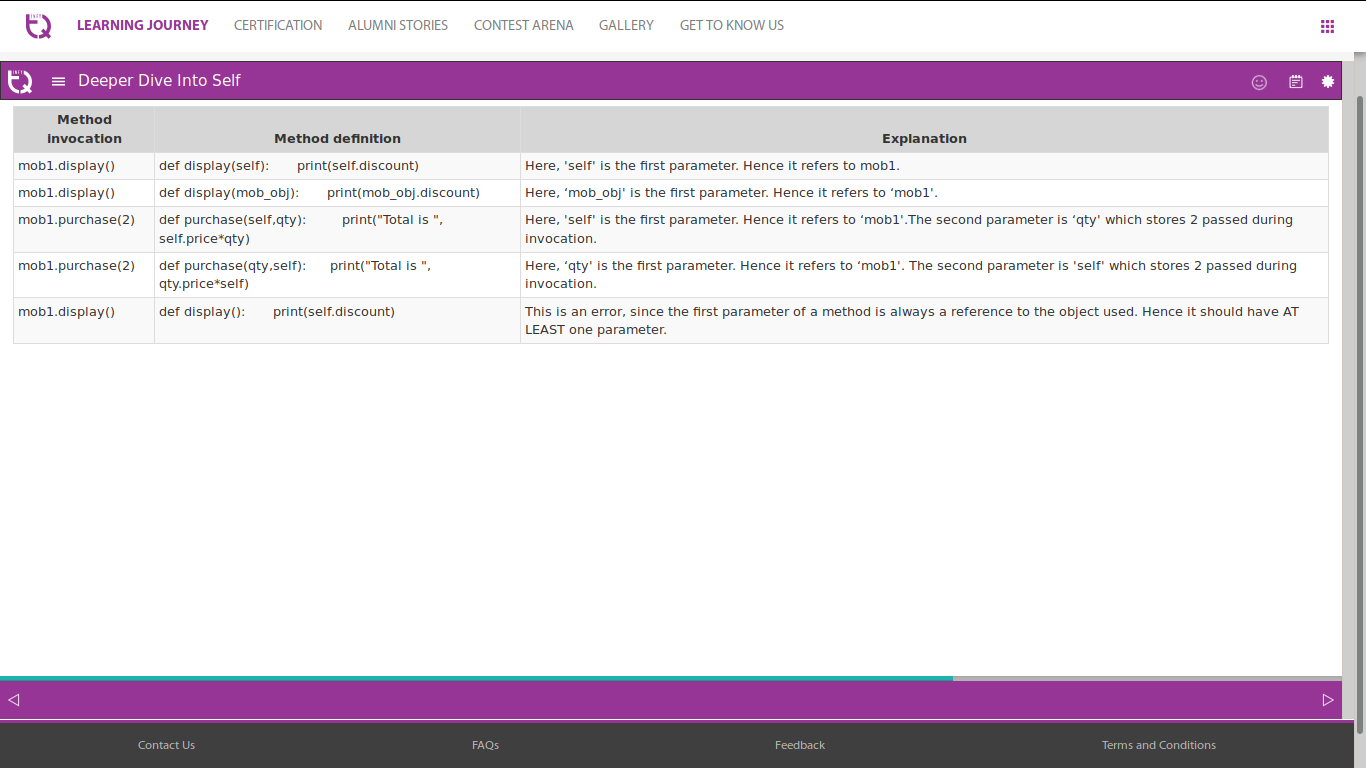 LEARNING JOURNEY CERTIFICATION ALUMNI STORIES CONTEST ARENA GALLERY GET TO KNOW US
Deeper Dive Into Self
Method
invocation
Method definition
Explanation
mob1.display()
def display(self):       print(self.discount)
Here, 'self' is the first parameter. Hence it refers to mob1.
mob1.display()
def display(mob_obj):       print(mob_obj.discount)
Here, ‘mob_obj' is the first parameter. Hence it refers to ‘mob1'.
mob1.purchase(2)
def purchase(self,qty):         print("Total is ",
self.price*qty)
Here, 'self' is the first parameter. Hence it refers to ‘mob1'.The second parameter is ‘qty' which stores 2 passed during
invocation.
mob1.purchase(2)
def purchase(qty,self):      print("Total is ",
qty.price*self)
Here, ‘qty' is the first parameter. Hence it refers to ‘mob1'. The second parameter is 'self' which stores 2 passed during
invocation.
mob1.display()
def display():       print(self.discount)
This is an error, since the first parameter of a method is always a reference to the object used. Hence it should have AT
LEAST one parameter.
Contact Us FAQs Feedback Terms and Conditions